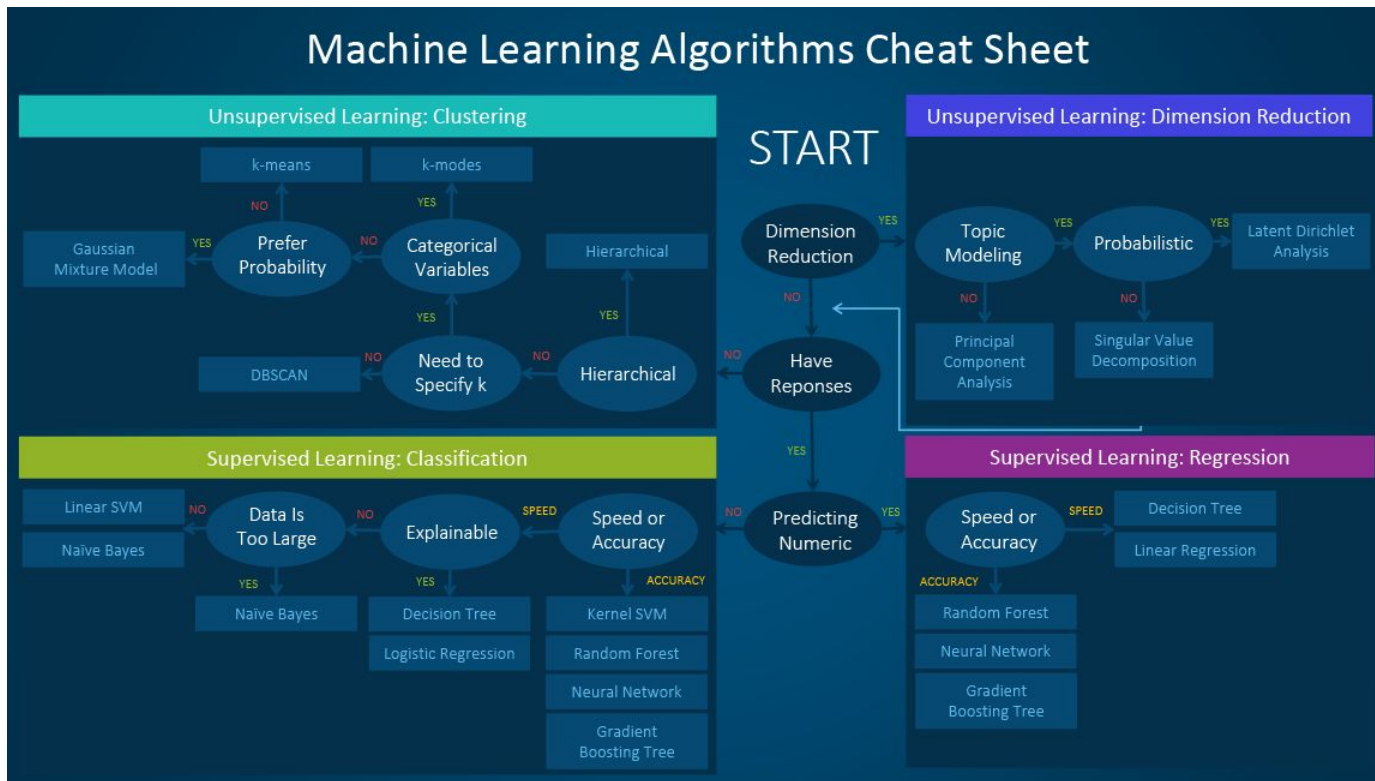 Machine Learning Algorithms Cheat Sheet
Unsupervised Learning: Clustering
k-means
k-modes
NO
YES
Gaussian
Mixture Model
YES
Prefer
Probability
NO
Categorical
Variables
Hierarchical
YES
YES
DBSCAN
NO
Need to
Specify k
NO
Hierarchical
START
Dimension
Reduction
YES
NO
NO
Have
Reponses
YES
NO
Predicting
Numeric
YES
Unsupervised Learning: Dimension Reduction
Topic
Modeling
YES
Probabilistic
YES
Latent Dirichlet
Analysis
NO
NO
Principal
Component
Analysis
Singular Value
Decomposition
Supervised Learning: Classification
Linear SVM
Naïve Bayes
NO
Data Is
Too Large
NO
Explainable
SPEED
Speed or
Accuracy
YES
YES
ACCURACY
Naïve Bayes
Decision Tree
Logistic Regression
Kernel SVM
Random Forest
Neural Network
Gradient
Boosting Tree
Supervised Learning: Regression
Speed or
Accuracy
SPEED
Decision Tree
Linear Regression
ACCURACY
Random Forest
Neural Network
Gradient
Boosting Tree